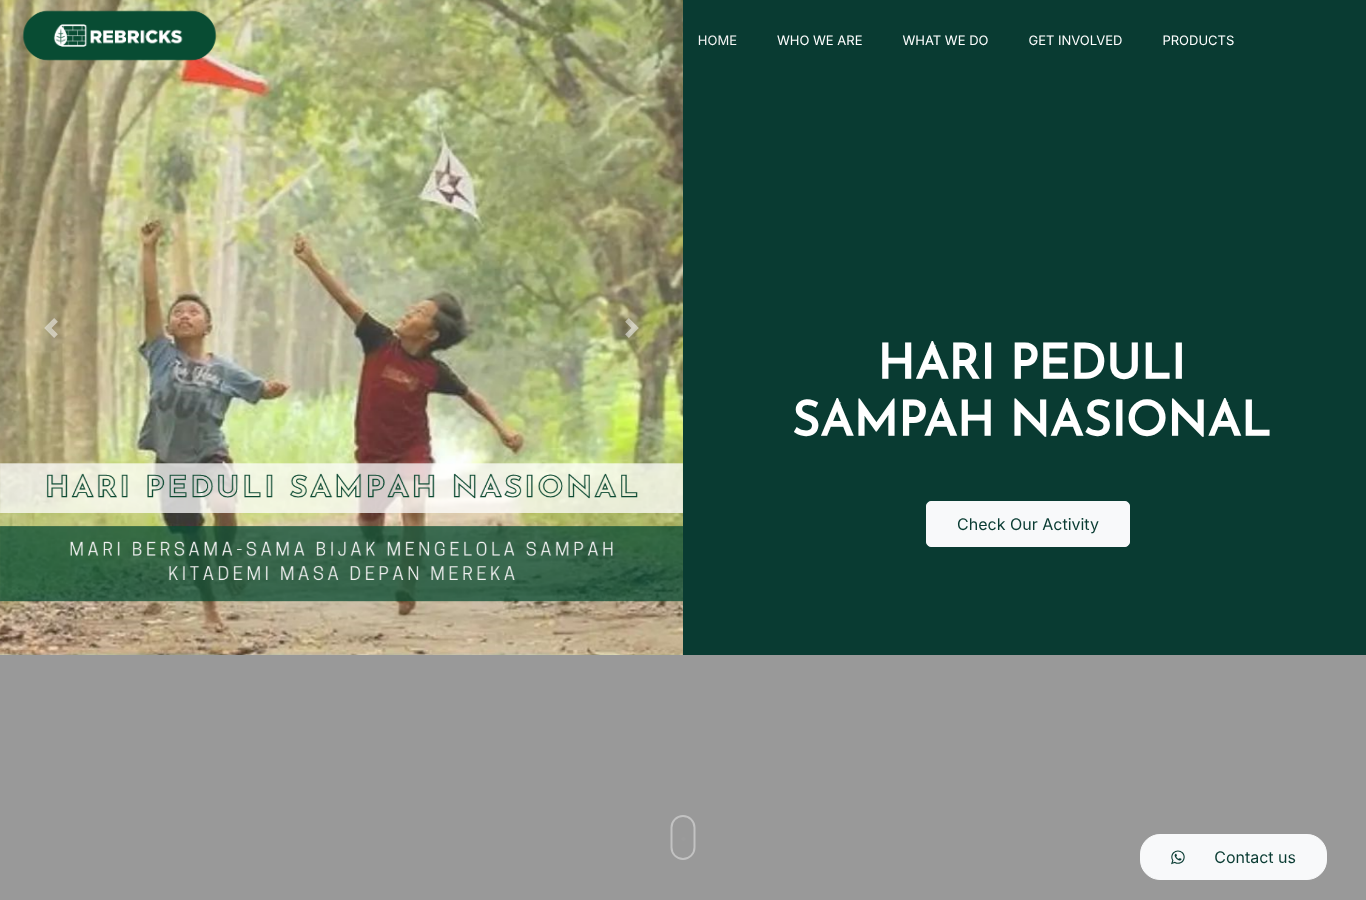 REBRICKS
HOME
WHO WE ARE
WHAT WE DO
GET INVOLVED
PRODUCTS
HARI PEDULI SAMPAH NASIONAL
MARI BERSAMA-SAMA BIJAK MENGELOLA SAMPAH
KITADEMI MASA DEPAN MEREKA
HARI PEDULI
SAMPAH NASIONAL
Check Our Activity
Contact us